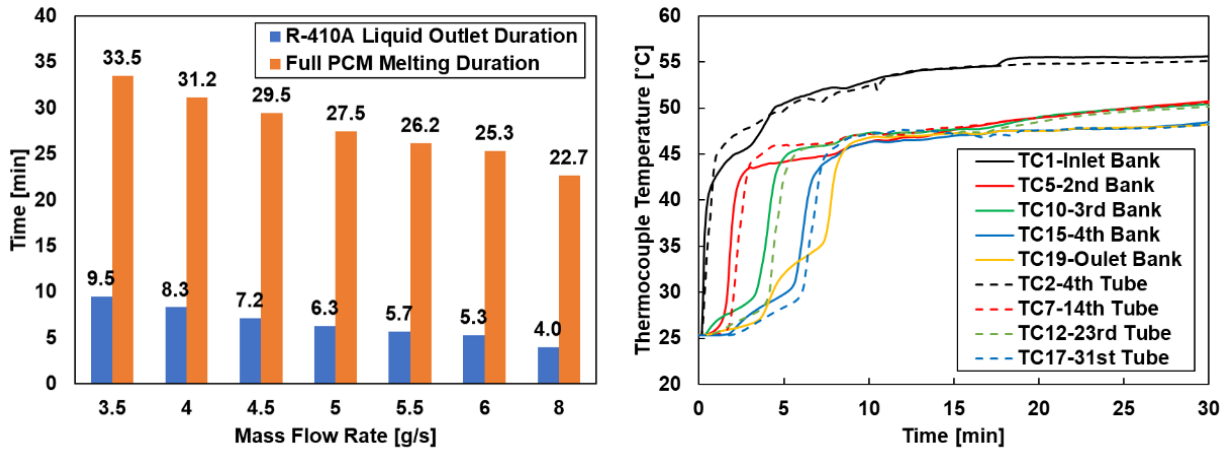 40
35
30
25
20
15
10
5
0
Time [min]
R-410A Liquid Outlet Duration
Full PCM Melting Duration
33.5
31.2
29.5
27.5
26.2
25.3
22.7
9.5
8.3
7.2
6.3
5.7
5.3
4.0
3.5 4 4.5 5 5.5 6 8
Mass Flow Rate [g/s]
60
55
50
45
40
35
30
25
20
Thermocouple Temperature [˚C]
TC1-Inlet Bank
TC5-2nd Bank
TC10-3rd Bank
TC15-4th Bank
TC19-Oulet Bank
TC2-4th Tube
TC7-14th Tube
TC12-23rd Tube
TC17-31st Tube
0 5 10 15 20 25 30
Time [min]